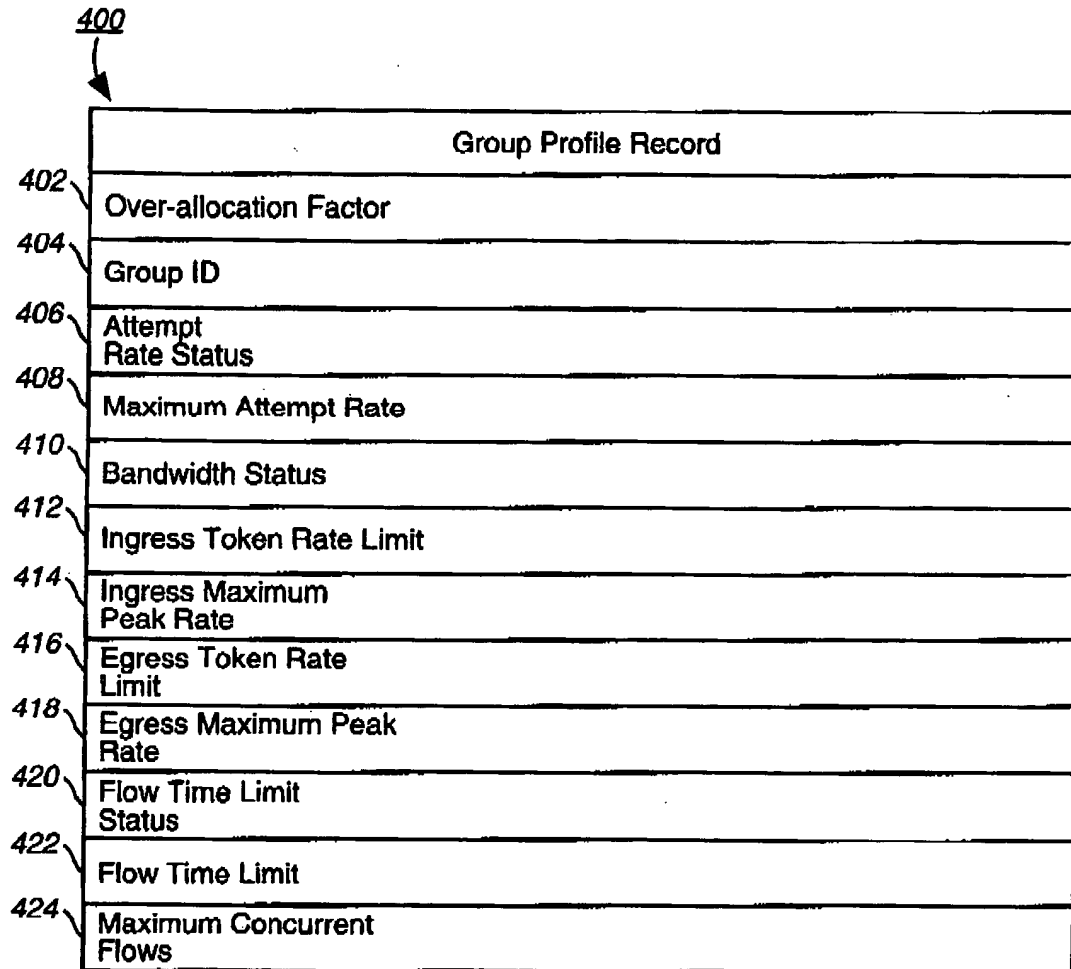 400
Group Profile Record
402
Over-allocation Factor
404
Group ID
406
Attempt
Rate Status
408
Maximum Attempt Rate
410
Bandwidth Status
412
Ingress Token Rate Limit
414
Ingress Maximum
Peak Rate
416
Egress Token Rate
Limit
418
Egress Maximum Peak
Rate
420
Flow Time Limit
Status
422
Flow Time Limit
424
Maximum Concurrent
Flows